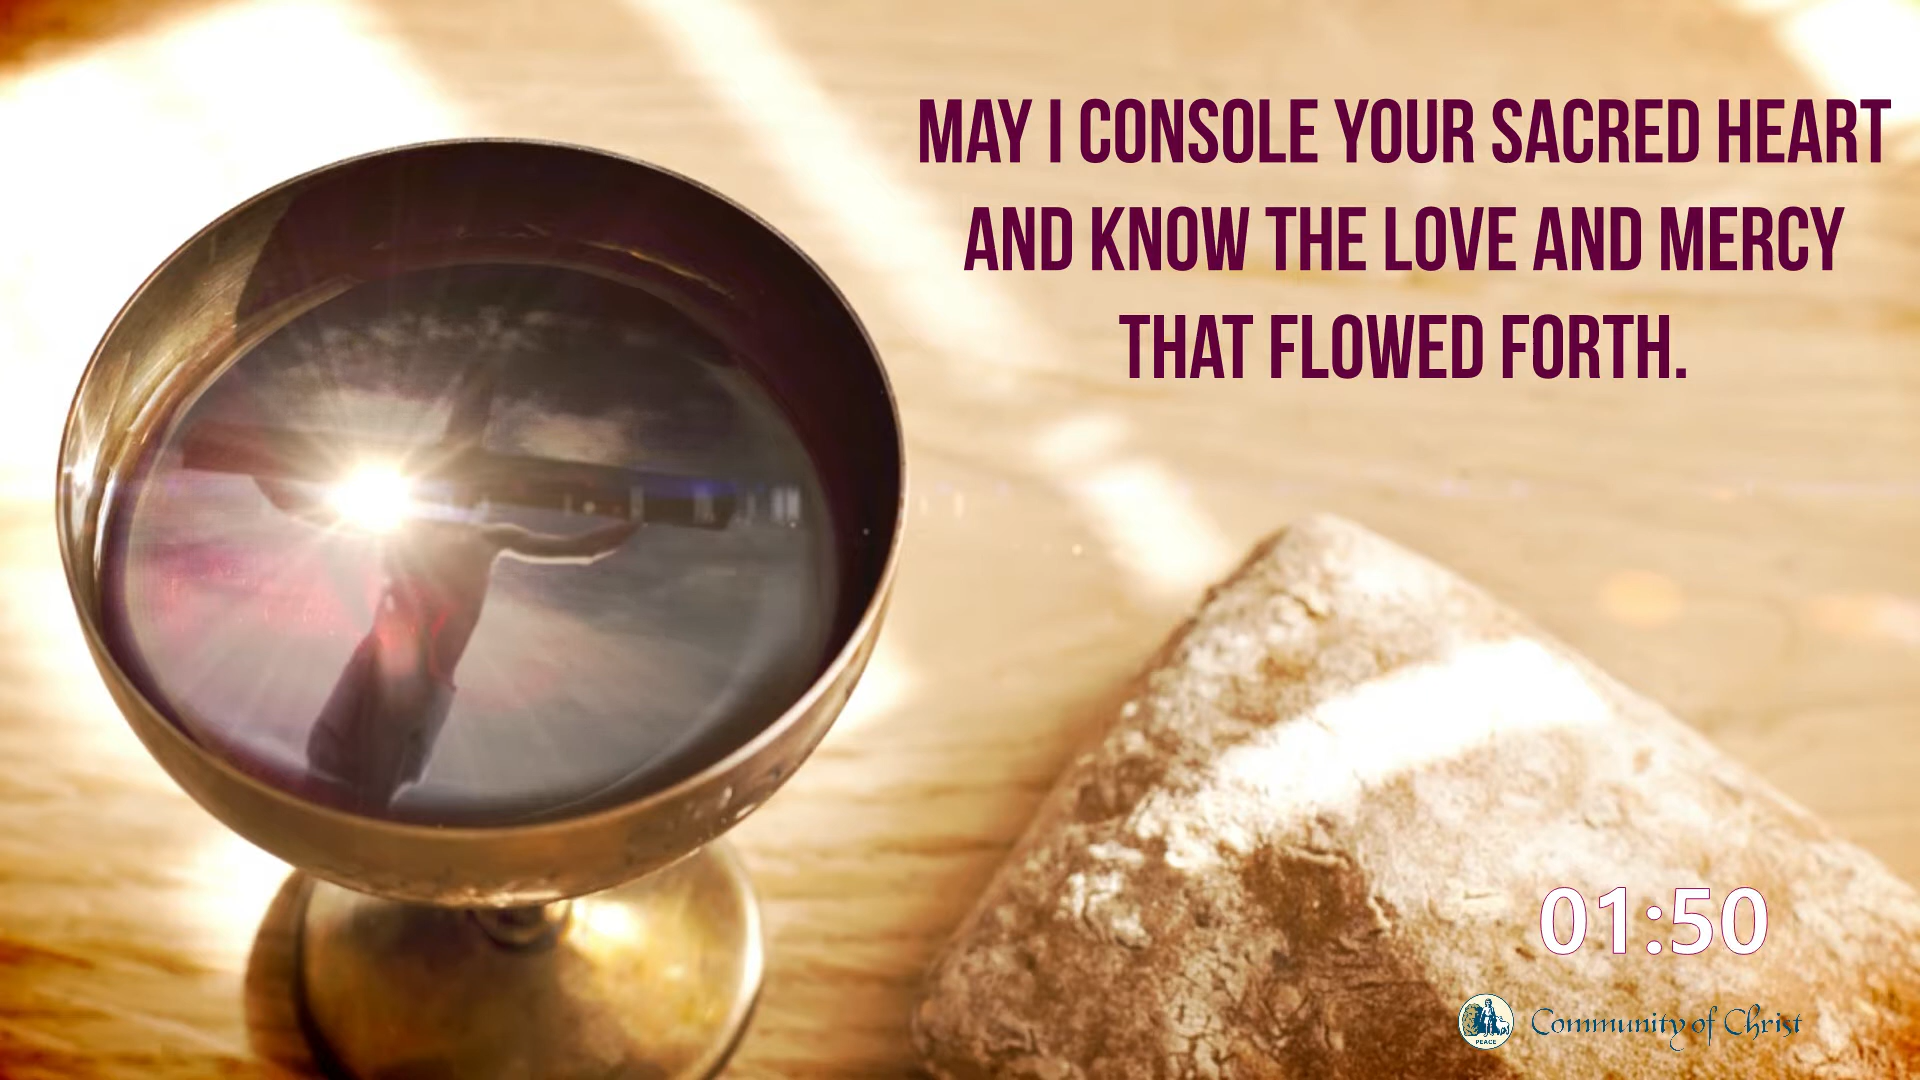 MAY I CONSOLE YOUR SACRED HEART
AND KNOW THE LOVE AND MERCY
THAT FLOWED FORTH.
01:50
PEACE
Community of Christ